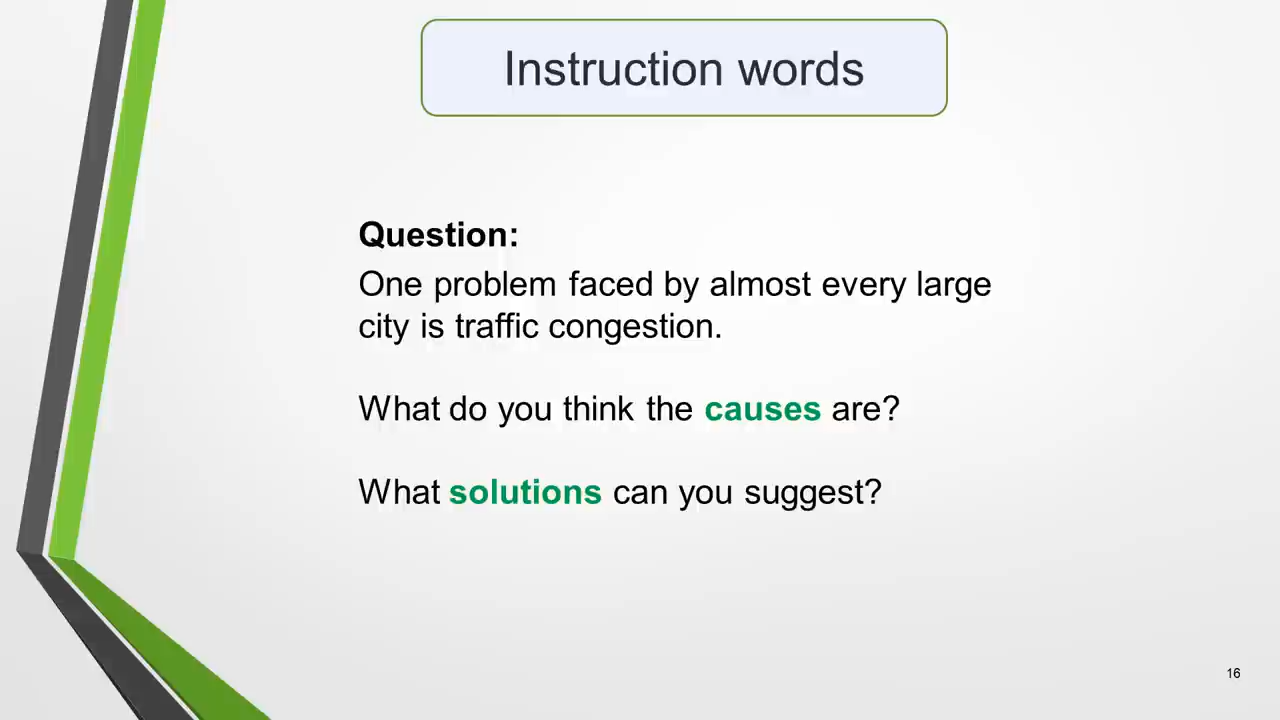 Instruction words
Question:
One problem faced by almost every large
city is traffic congestion.
What do you think the causes are?
What solutions can you suggest?
16